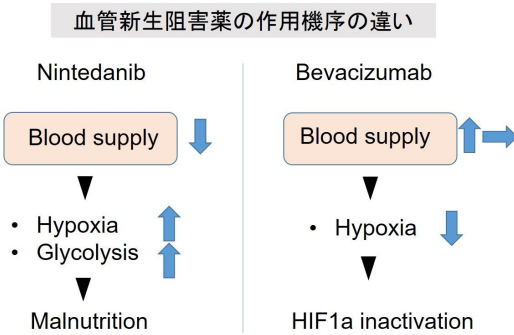 血管新生阻害薬の作用機序の違い
Nintedanib
Blood supply
• Hypoxia
• Glycolysis
Malnutrition
Bevacizumab
Blood supply
• Hypoxia
HIF1a inactivation